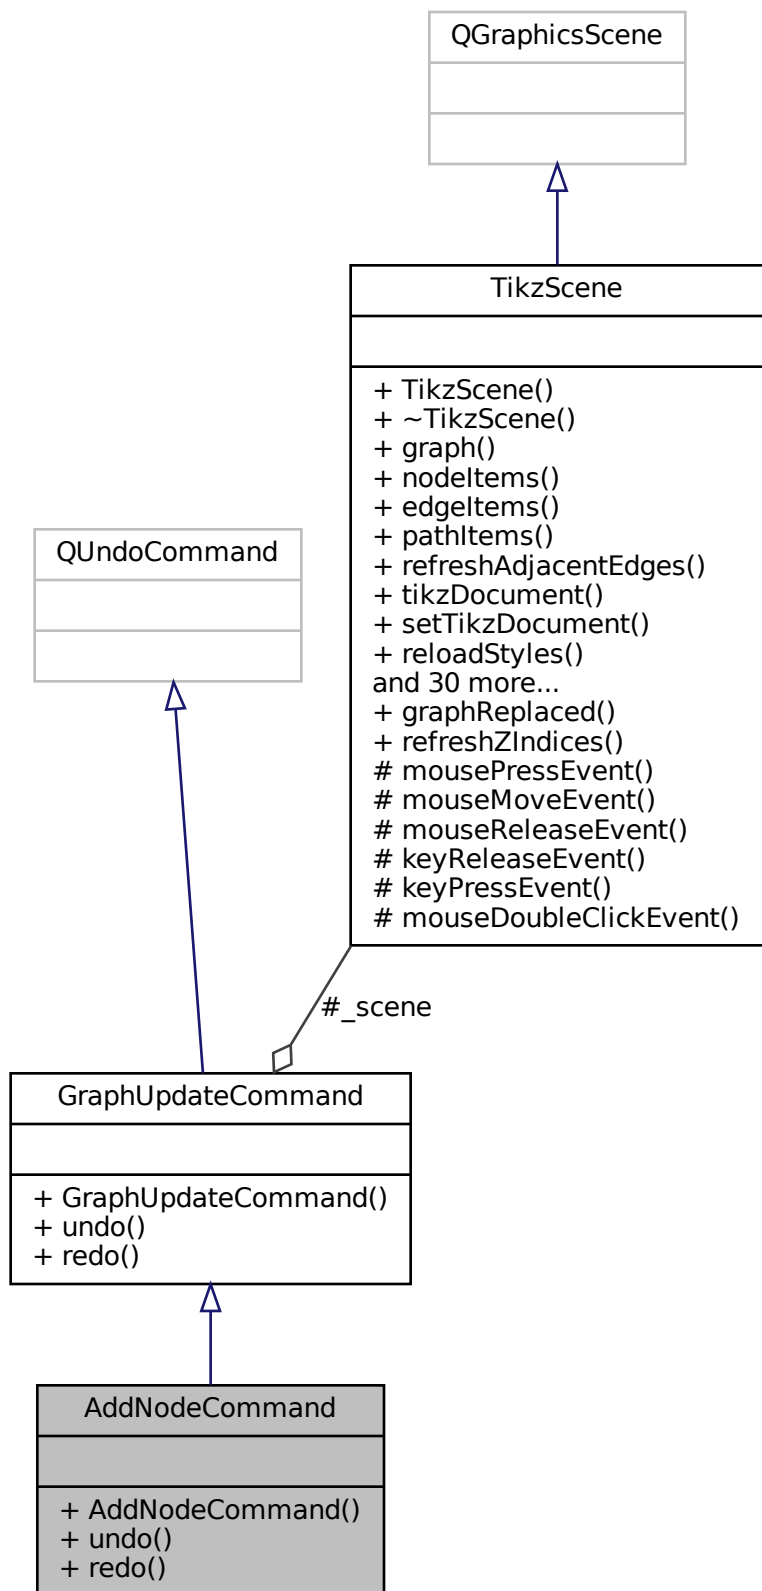 QGraphicsScene
TikzScene
+ TikzScene()
+ ~TikzScene()
+ graph()
+ nodeItems()
+ edgeItems()
+ pathItems()
+ refreshAdjacentEdges()
+ tikzDocument()
+ setTikzDocument()
+ reloadStyles()
and 30 more...
+ graphReplaced()
+ refreshZIndices()
# mousePressEvent()
# mouseMoveEvent()
# mouseReleaseEvent()
# keyReleaseEvent()
# keyPressEvent()
# mouseDoubleClickEvent()
QUndoCommand
#_scene
GraphUpdateCommand
+ GraphUpdateCommand()
+ undo()
+ redo()
AddNodeCommand
+ AddNodeCommand()
+ undo()
+ redo()